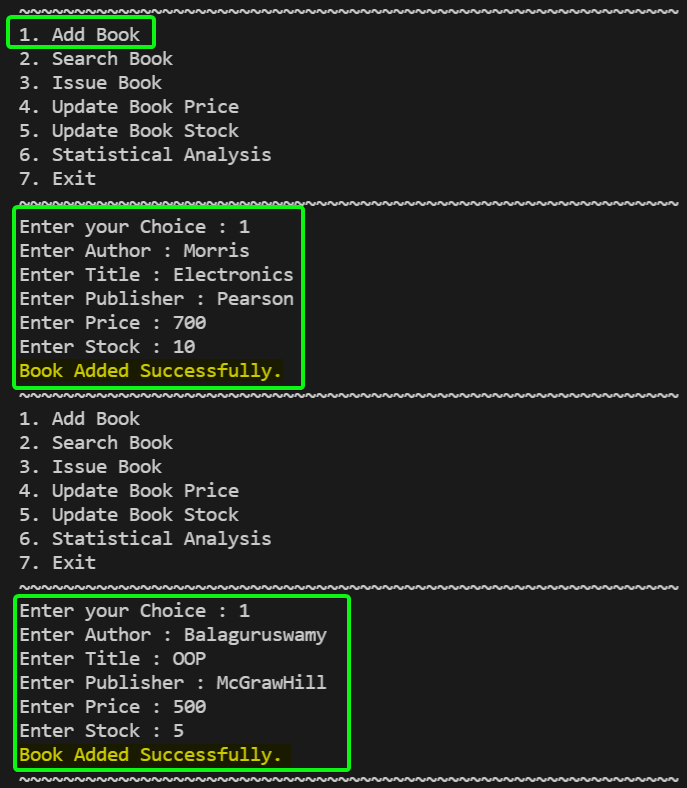 ~~~~~~~~~~~~~~~~~~~~~~~~~~~~~~~~~~~~~~~~~~~~~~~~~~~~~~~~~~~~
1. Add Book
2. Search Book
3. Issue Book
4. Update Book Price
5. Update Book Stock
6. Statistical Analysis
7. Exit
~~~~~~~~~~~~~~~~~~~~~~~~~~~~~~~~~~~~~~~~~~~~~~~~~~~~~~~~~~~~
Enter your Choice : 1
Enter Author : Morris
Enter Title : Electronics
Enter Publisher : Pearson
Enter Price : 700
Enter Stock : 10
Book Added Successfully.
~~~~~~~~~~~~~~~~~~~~~~~~~~~~~~~~~~~~~~~~~~~~~~~~~~~~~~~~~~~~
1. Add Book
2. Search Book
3. Issue Book
4. Update Book Price
5. Update Book Stock
6. Statistical Analysis
7. Exit
~~~~~~~~~~~~~~~~~~~~~~~~~~~~~~~~~~~~~~~~~~~~~~~~~~~~~~~~~~~~
Enter your Choice : 1
Enter Author : Balaguruswamy
Enter Title : OOP
Enter Publisher : McGrawHill
Enter Price : 500
Enter Stock : 5
Book Added Successfully.
~~~~~~~~~~~~~~~~~~~~~~~~~~~~~~~~~~~~~~~~~~~~~~~~~~~~~~~~~~~~